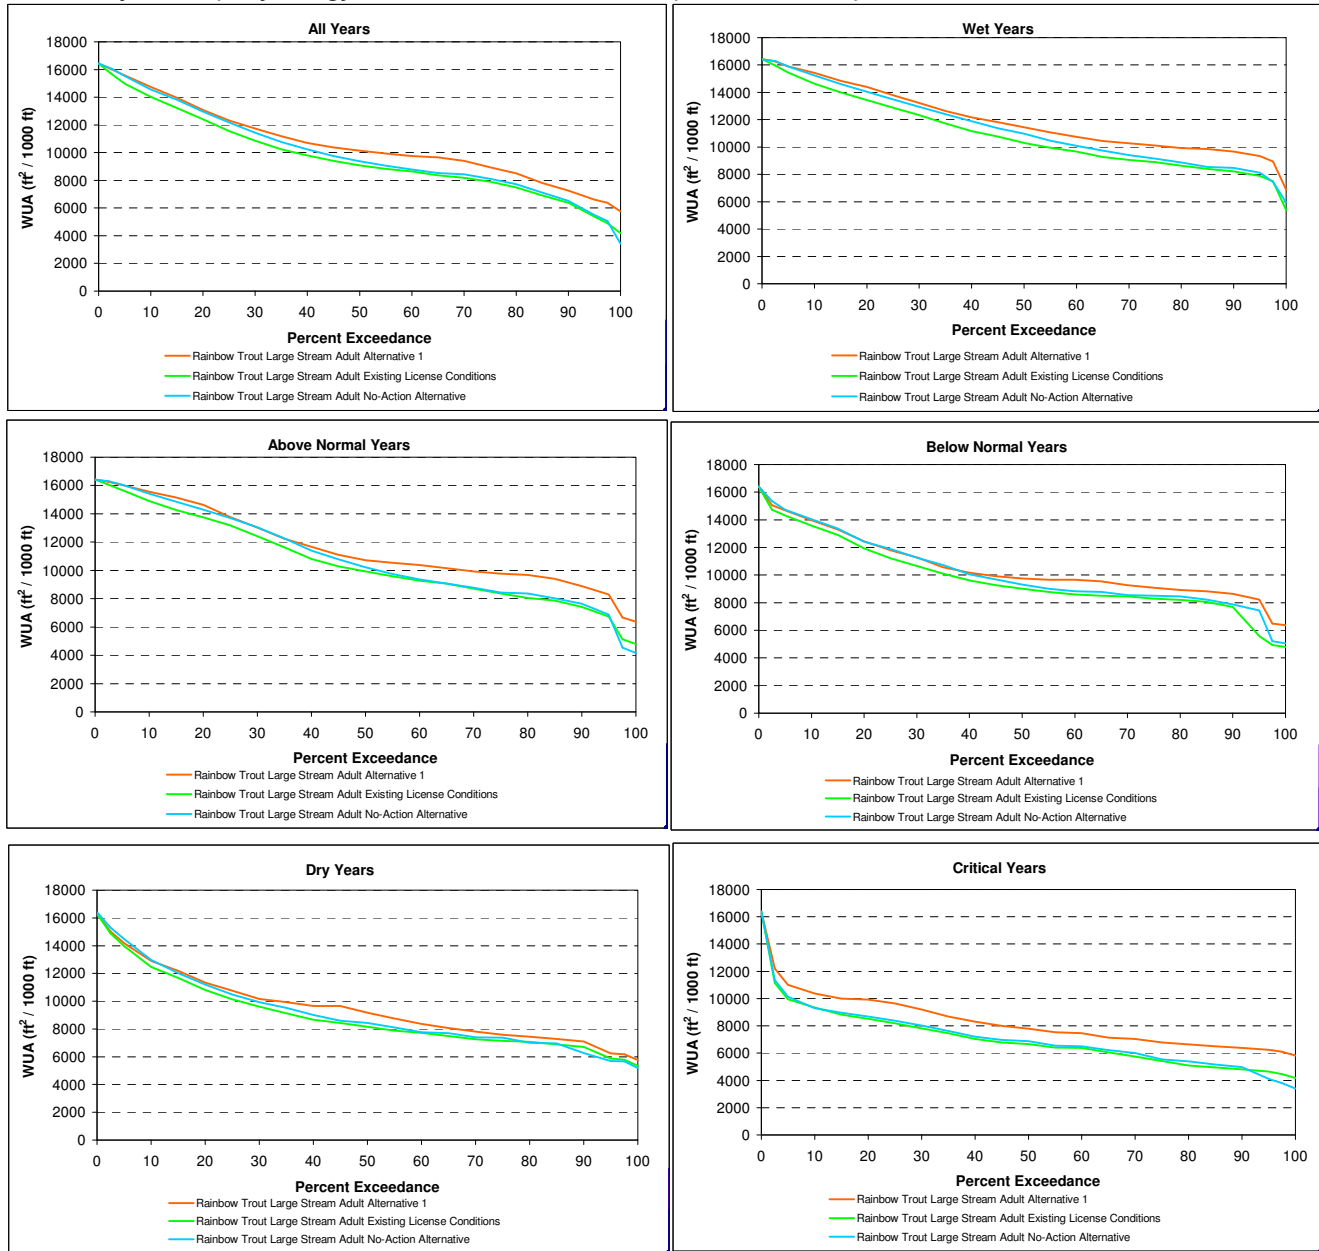 All Years
18000
16000
14000
12000
10000
8000
6000
4000
2000
0
WUA (ft² / 1000 ft)
0 10 20 30 40 50 60 70 80 90 100
Percent Exceedance
Rainbow Trout Large Stream Adult Alternative 1
Rainbow Trout Large Stream Adult Existing License Conditions
Rainbow Trout Large Stream Adult No-Action Alternative
Wet Years
18000
16000
14000
12000
10000
8000
6000
4000
2000
0
WUA (ft² / 1000 ft)
0 10 20 30 40 50 60 70 80 90 100
Percent Exceedance
Rainbow Trout Large Stream Adult Alternative 1
Rainbow Trout Large Stream Adult Existing License Conditions
Rainbow Trout Large Stream Adult No-Action Alternative
Above Normal Years
18000
16000
14000
12000
10000
8000
6000
4000
2000
0
WUA (ft² / 1000 ft)
0 10 20 30 40 50 60 70 80 90 100
Percent Exceedance
Rainbow Trout Large Stream Adult Alternative 1
Rainbow Trout Large Stream Adult Existing License Conditions
Rainbow Trout Large Stream Adult No-Action Alternative
Below Normal Years
18000
16000
14000
12000
10000
8000
6000
4000
2000
0
WUA (ft² / 1000 ft)
0 10 20 30 40 50 60 70 80 90 100
Percent Exceedance
Rainbow Trout Large Stream Adult Alternative 1
Rainbow Trout Large Stream Adult Existing License Conditions
Rainbow Trout Large Stream Adult No-Action Alternative
Dry Years
18000
16000
14000
12000
10000
8000
6000
4000
2000
0
WUA (ft² / 1000 ft)
0 10 20 30 40 50 60 70 80 90 100
Percent Exceedance
Rainbow Trout Large Stream Adult Alternative 1
Rainbow Trout Large Stream Adult Existing License Conditions
Rainbow Trout Large Stream Adult No-Action Alternative
Critical Years
18000
16000
14000
12000
10000
8000
6000
4000
2000
0
WUA (ft² / 1000 ft)
0 10 20 30 40 50 60 70 80 90 100
Percent Exceedance
Rainbow Trout Large Stream Adult Alternative 1
Rainbow Trout Large Stream Adult Existing License Conditions
Rainbow Trout Large Stream Adult No-Action Alternative